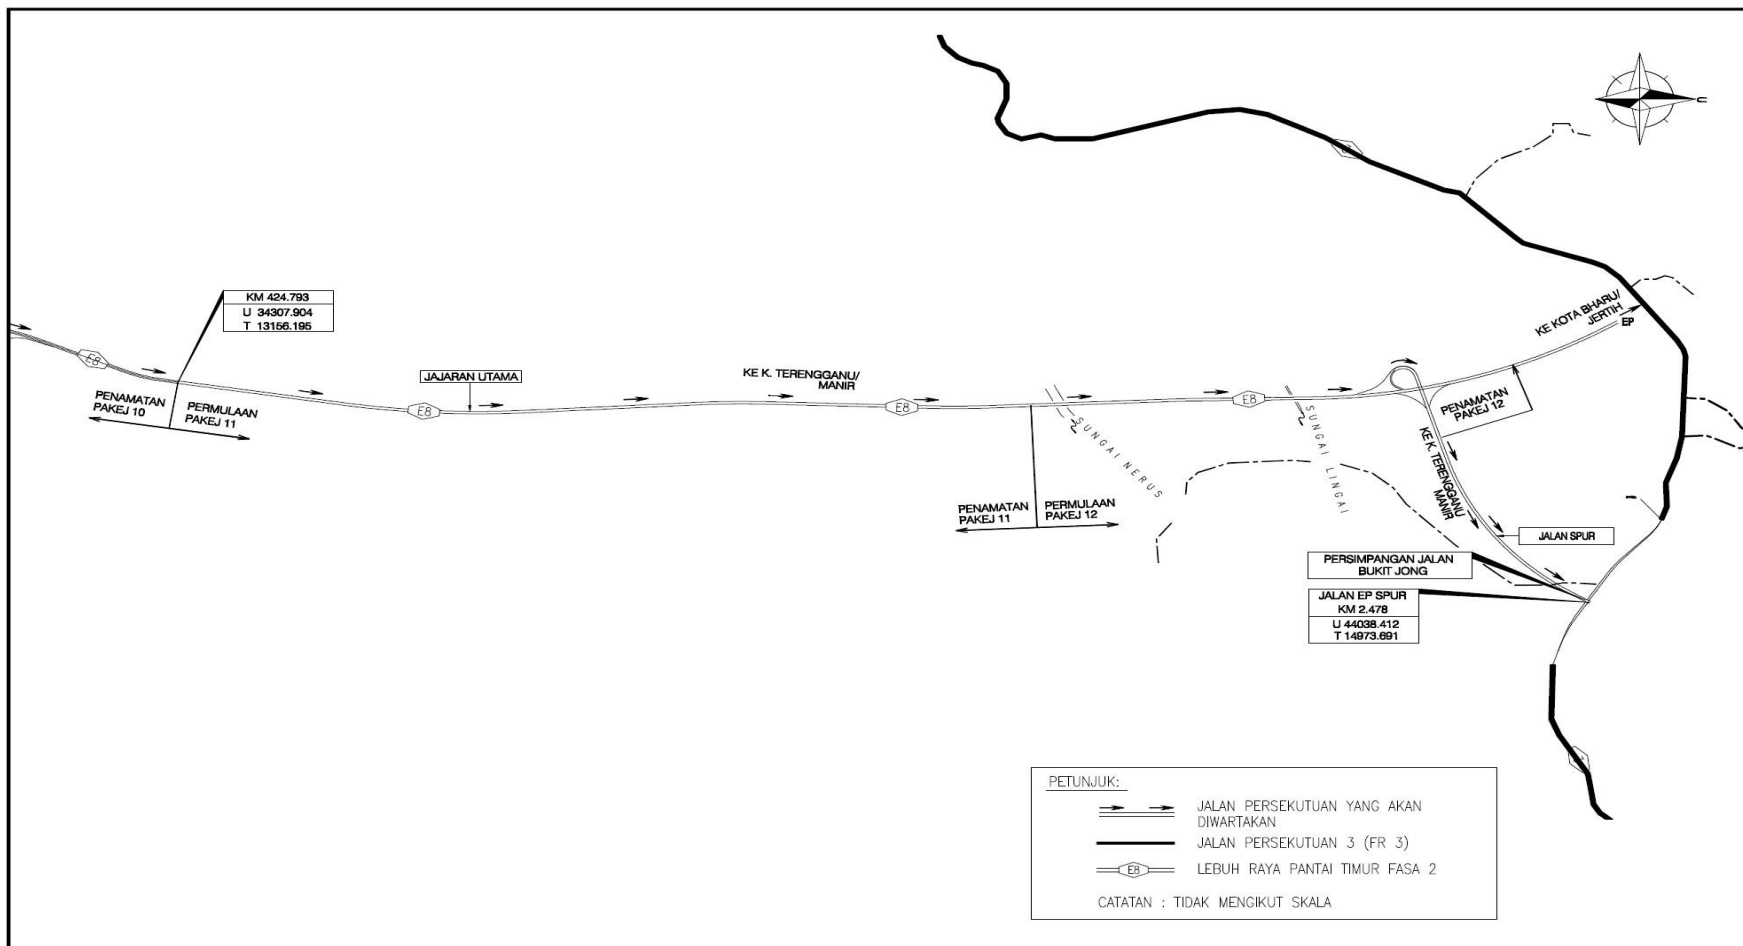 U
KM 424.793
U 34307.904
T 13156.195
KE KOTA BHARU/
JERTIH
EP
E8
JAJARAN UTAMA
KE K. TERENGGANU/
MANIR
E8
E8
E8
PENAMATAN
PAKEJ 10
PERMULAAN
PAKEJ 11
PENAMATAN
PAKEJ 12
SUNGAI NERUS
SUNGAI LINGAI
KE K. TERENGGANU
MANIR
PENAMATAN
PAKEJ 11
PERMULAAN
PAKEJ 12
JALAN SPUR
PERSIMPANGAN JALAN
BUKIT JONG
JALAN EP SPUR
KM 2.478
U 44038.412
T 14973.691
PETUNJUK:
JALAN PERSEKUTUAN YANG AKAN
DIWARTAKAN
JALAN PERSEKUTUAN 3 (FR 3)
E8
LEBUH RAYA PANTAI TIMUR FASA 2
CATATAN : TIDAK MENGIKUT SKALA